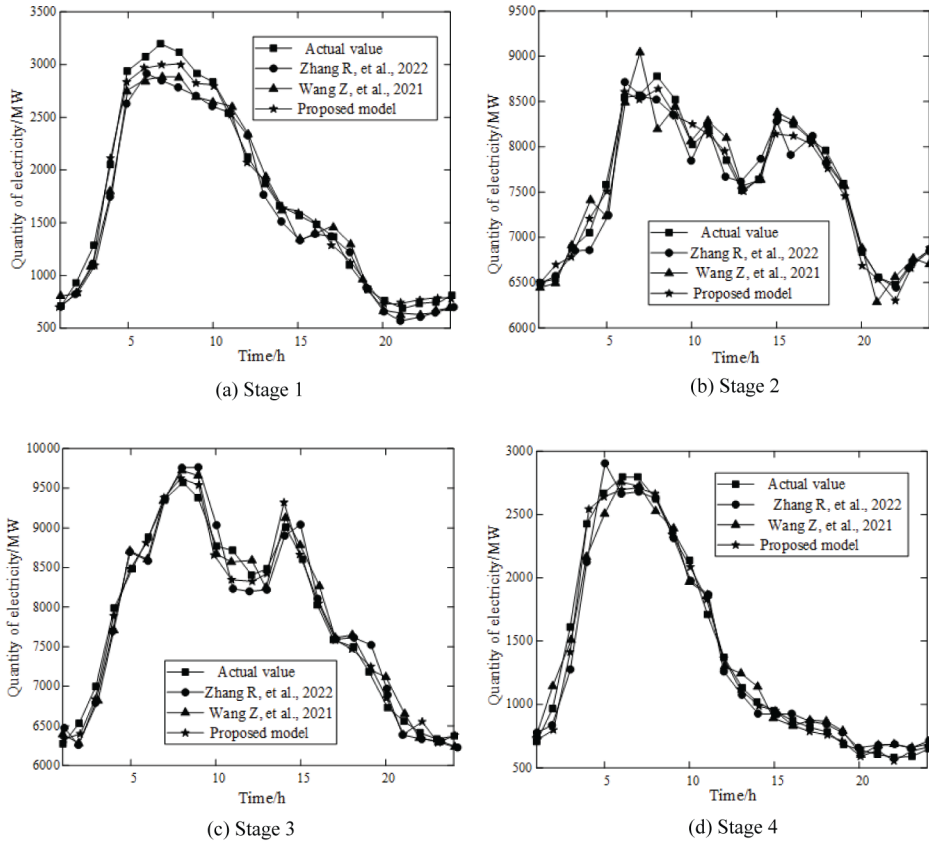 3500
3000
2500
2000
1500
1000
500
Quantity of electricity/MW
Actual value
Zhang R, et al., 2022
Wang Z, et al., 2021
Proposed model
5
10
15
20
Time/h
(a) Stage 1
9500
9000
8500
8000
7500
7000
6500
6000
Quantity of electricity/MW
Actual value
Zhang R, et al., 2022
Wang Z, et al., 2021
Proposed model
5
10
15
20
Time/h
(b) Stage 2
10000
9500
9000
8500
8000
7500
7000
6500
6000
Quantity of electricity/MW
Actual value
Zhang R, et al., 2022
Wang Z, et al., 2021
Proposed model
5
10
15
20
Time/h
(c) Stage 3
3000
2500
2000
1500
1000
500
Quantity of electricity/MW
Actual value
Zhang R, et al., 2022
Wang Z, et al., 2021
Proposed model
5
10
15
20
Time/h
(d) Stage 4